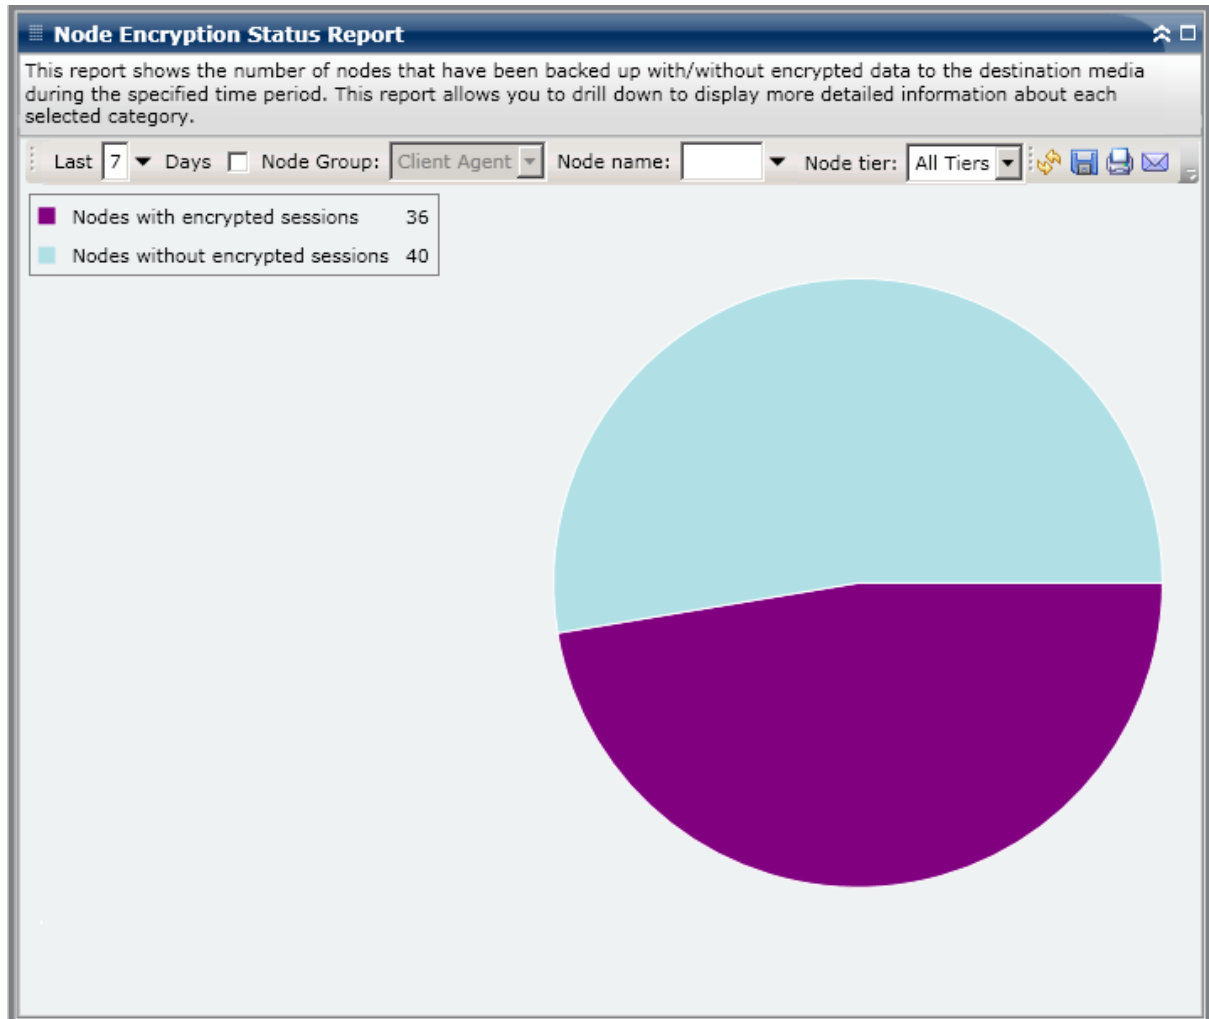 Node Encryption Status Report
This report shows the number of nodes that have been backed up with/without encrypted data to the destination media
during the specified time period. This report allows you to drill down to display more detailed information about each
selected category.
Last 7 Days Node Group: Client Agent Node name: Node tier: All Tiers
Nodes with encrypted sessions 36
Nodes without encrypted sessions 40